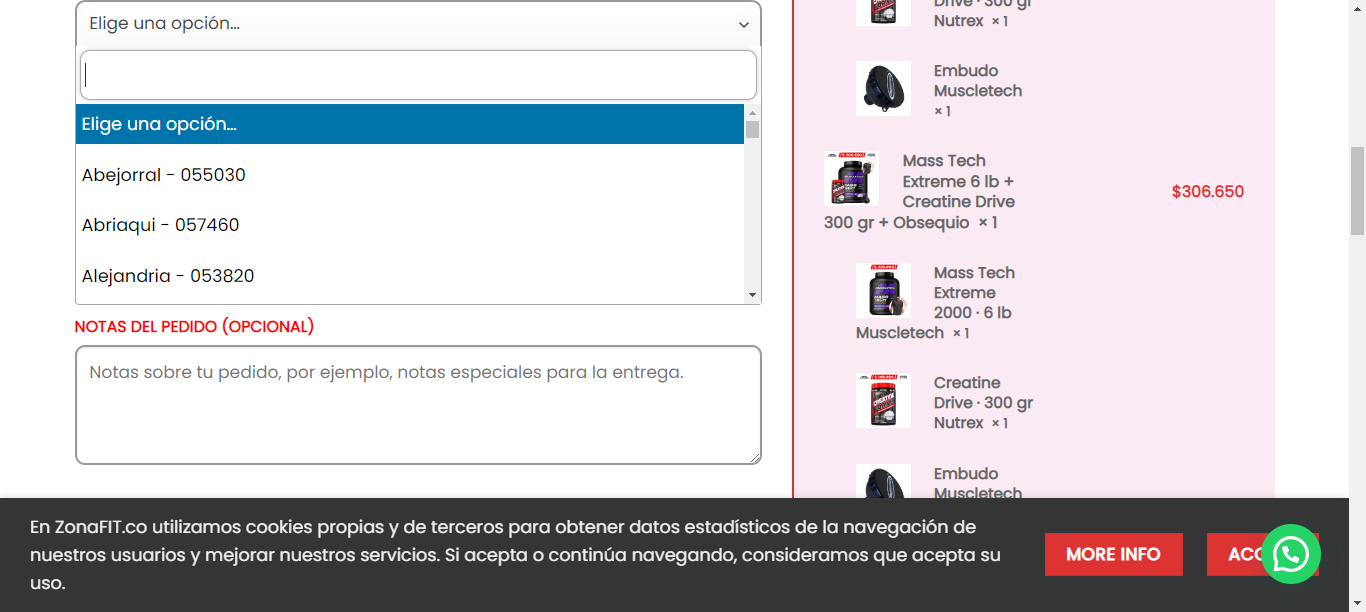 Elige una opción...
Elige una opción...
Abejorral - 055030
Abriaqui - 057460
Alejandria - 053820
NOTAS DEL PEDIDO (OPCIONAL)
Notas sobre tu pedido, por ejemplo, notas especiales para la entrega.
Drive · 300 gr
Nutrex × 1
Embudo
Muscletech
× 1
Mass Tech
Extreme 6 lb +
Creatine Drive
300 gr + Obsequio × 1
$306.650
Mass Tech
Extreme
2000 · 6 lb
Muscletech × 1
Creatine
Drive · 300 gr
Nutrex × 1
Embudo
Muscletech
En ZonaFIT.co utilizamos cookies propias y de terceros para obtener datos estadísticos de la navegación de
nuestros usuarios y mejorar nuestros servicios. Si acepta o continúa navegando, consideramos que acepta su
uso.
MORE INFO